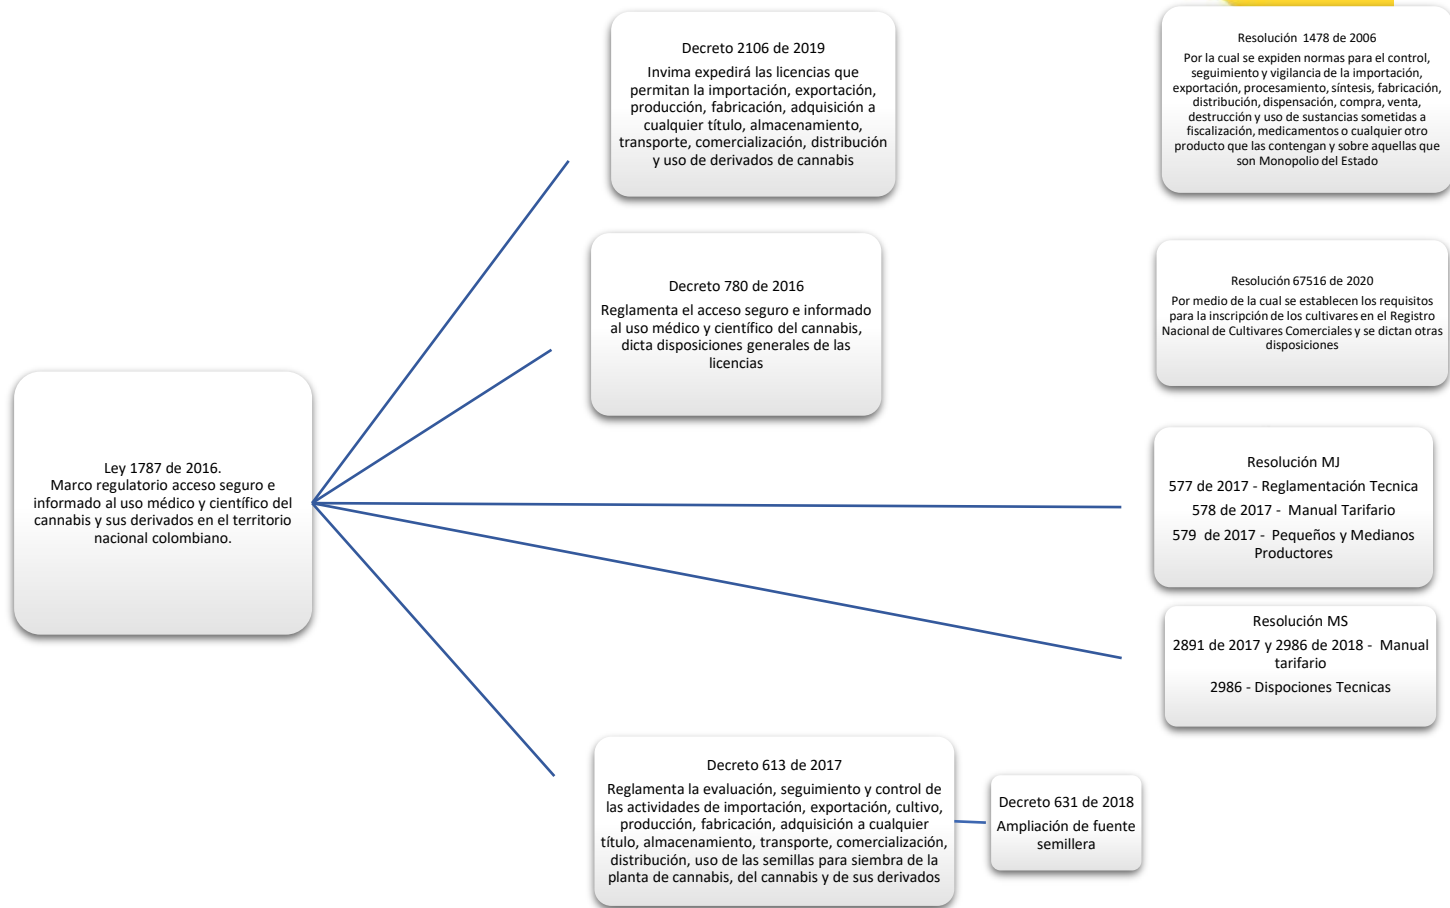 Decreto 2106 de 2019
Invima expedirá las licencias que
permitan la importación, exportación,
producción, fabricación, adquisición a
cualquier título, almacenamiento,
transporte, comercialización, distribución
y uso de derivados de cannabis
Resolución 1478 de 2006
Por la cual se expiden normas para el control,
seguimiento y vigilancia de la importación,
exportación, procesamiento, síntesis, fabricación,
distribución, dispensación, compra, venta,
destrucción y uso de sustancias sometidas a
fiscalización, medicamentos o cualquier otro
producto que las contengan y sobre aquellas que
son Monopolio del Estado
Decreto 780 de 2016
Reglamenta el acceso seguro e informado
al uso médico y científico del cannabis,
dicta disposiciones generales de las
licencias
Resolución 67516 de 2020
Por medio de la cual se establecen los requisitos
para la inscripción de los cultivares en el Registro
Nacional de Cultivares Comerciales y se dictan otras
disposiciones
Ley 1787 de 2016.
Marco regulatorio acceso seguro e
informado al uso médico y científico del
cannabis y sus derivados en el territorio
nacional colombiano.
Resolución MJ
577 de 2017 - Reglamentación Tecnica
578 de 2017 - Manual Tarifario
579 de 2017 - Pequeños y Medianos
Productores
Resolución MS
2891 de 2017 y 2986 de 2018 - Manual
tarifario
2986 - Dispociones Tecnicas
Decreto 613 de 2017
Reglamenta la evaluación, seguimiento y control de
las actividades de importación, exportación, cultivo,
producción, fabricación, adquisición a cualquier
título, almacenamiento, transporte, comercialización,
distribución, uso de las semillas para siembra de la
planta de cannabis, del cannabis y de sus derivados
Decreto 631 de 2018
Ampliación de fuente
semillera